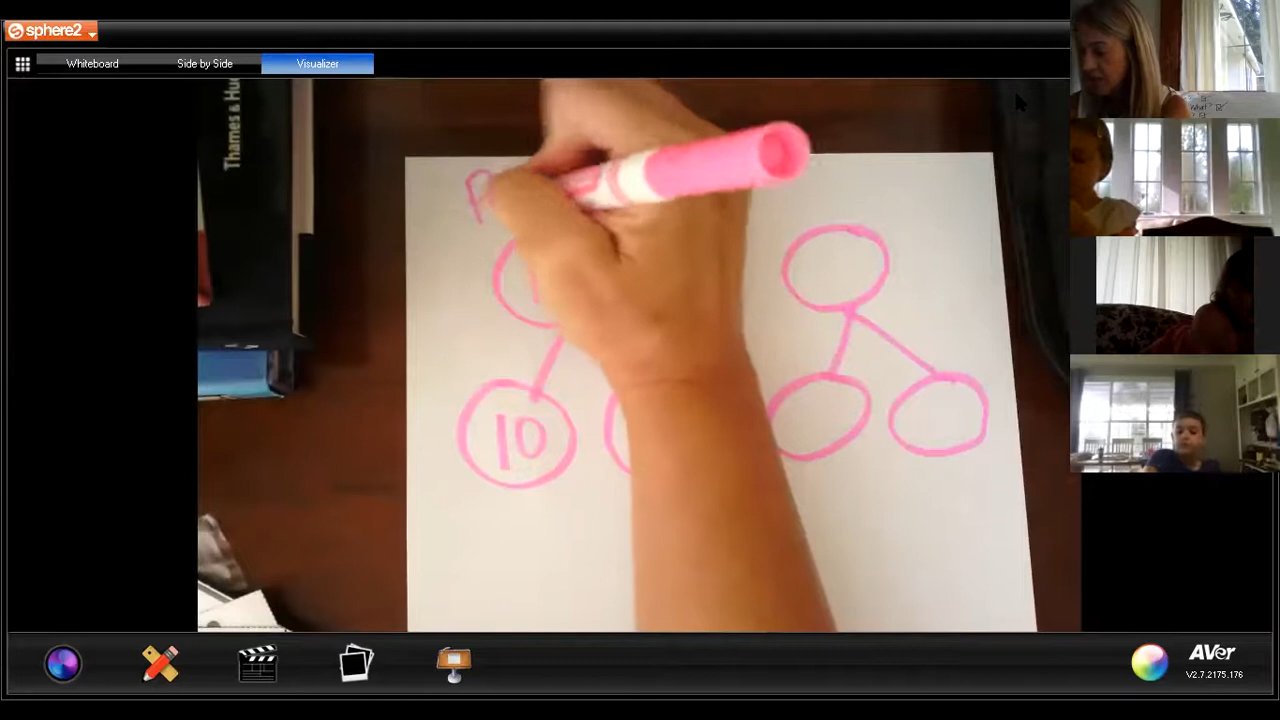 sphere2
Whiteboard
Side by Side
Visualizer
Thames & Hu
10
AVer
V2.7.2175.176